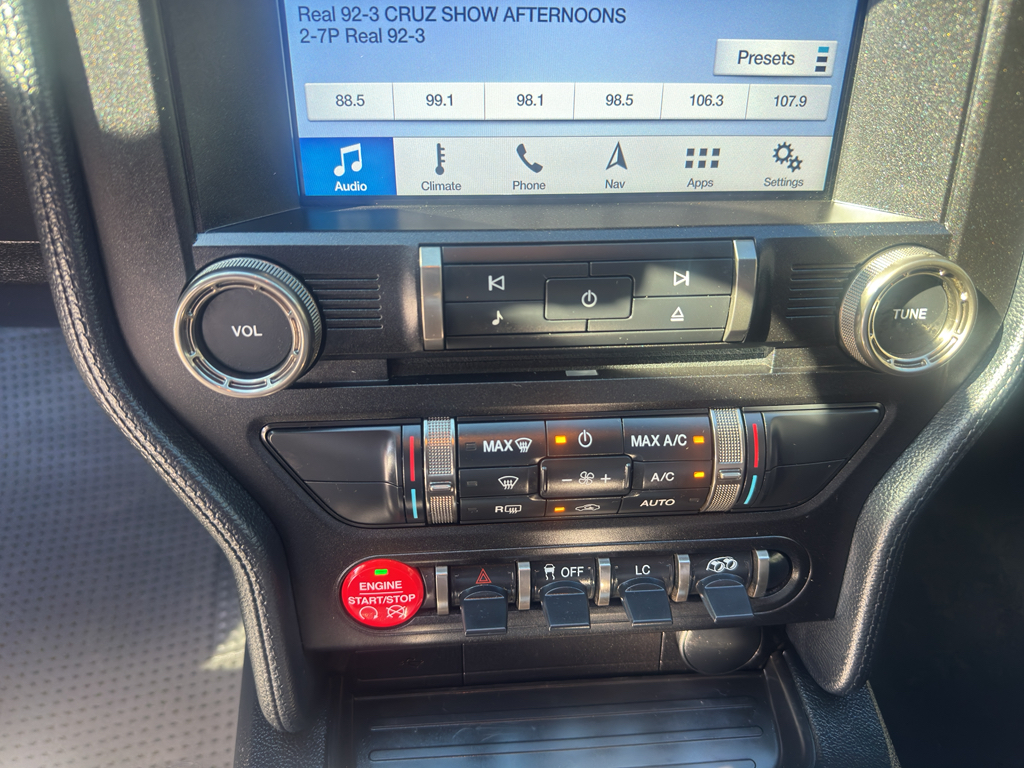 Real 92-3 CRUZ SHOW AFTERNOONS
2-7P Real 92-3
Presets
88.5 99.1 98.1 98.5 106.3 107.9
Audio Climate Phone Nav Apps Settings
VOL
TUNE
MAX MAX A/C
A/C
R AUTO
ENGINE
START/STOP
OFF LC